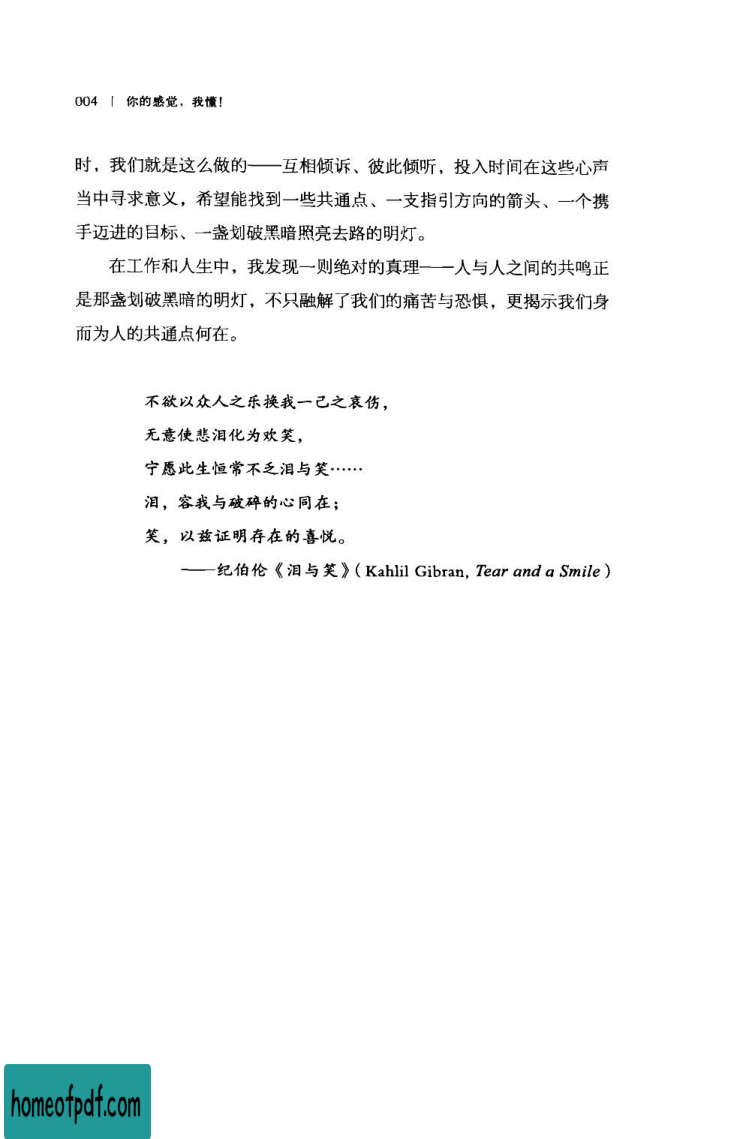 004 | 你的感觉，我懂！
时，我们就是这么做的——互相倾诉、彼此倾听，投入时间在这些心声
当中寻求意义，希望能找到一些共通点、一支指引方向的箭头、一个携
手迈进的目标、一盏划破黑暗照亮去路的明灯。
在工作和人生中，我发现一则绝对的真理——人与人之间的共鸣正
是那盏划破黑暗的明灯，不只融解了我们的痛苦与恐惧，更揭示我们身
而为人的共通点何在。
不欲以众人之乐换我一己之哀伤，
无意使悲泪化为欢笑，
宁愿此生恒常不乏泪与笑……
泪，容我与破碎的心同在；
笑，以兹证明存在的喜悦。
——纪伯伦《泪与笑》（Kahlil Gibran, Tear and a Smile）
homeofpdf.com